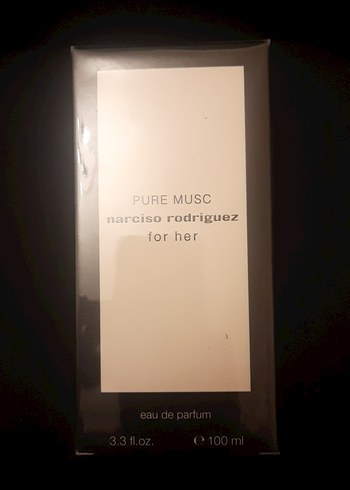 PURE MUSC
narciso rodriguez
for her
eau de parfum
3.3 fl.oz. ℮ 100 ml